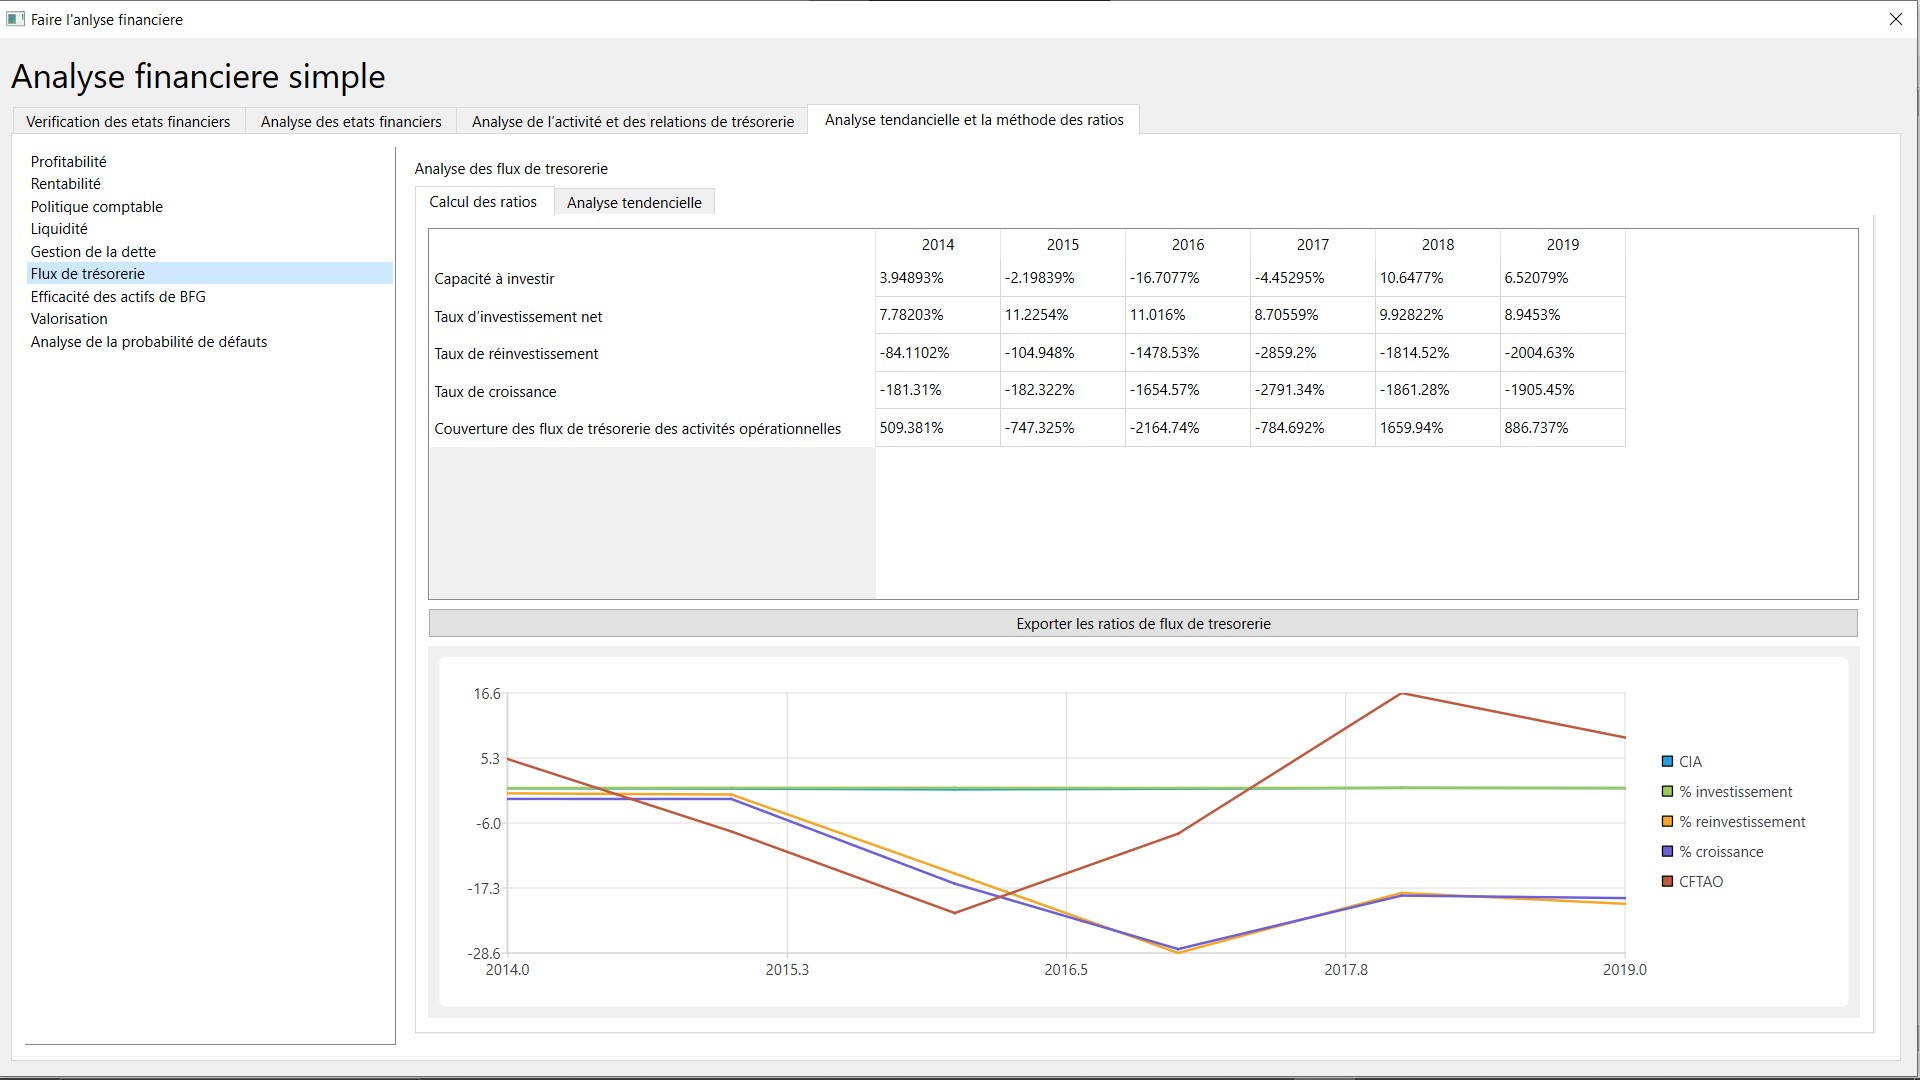 Faire l'anlyse financiere
Analyse financiere simple
Verification des etats financiers
Analyse des etats financiers
Analyse de l'activité et des relations de trésorerie
Analyse tendancielle et la méthode des ratios
Profitabilité
Rentabilité
Politique comptable
Liquidité
Gestion de la dette
Flux de trésorerie
Efficacité des actifs de BFG
Valorisation
Analyse de la probabilité de défauts
Analyse des flux de tresorerie
Calcul des ratios
Analyse tendencielle
2014 2015 2016 2017 2018 2019
Capacité à investir 3.94893% -2.19839% -16.7077% -4.45295% 10.6477% 6.52079%
Taux d’investissement net 7.78203% 11.2254% 11.016% 8.70559% 9.92822% 8.9453%
Taux de réinvestissement -84.1102% -104.948% -1478.53% -2859.2% -1814.52% -2004.63%
Taux de croissance -181.31% -182.322% -1654.57% -2791.34% -1861.28% -1905.45%
Couverture des flux de trésorerie des activités opérationnelles 509.381% -747.325% -2164.74% -784.692% 1659.94% 886.737%
Exporter les ratios de flux de tresorerie
16.6
5.3
-6.0
-17.3
-28.6
2014.0 2015.3 2016.5 2017.8 2019.0
CIA
% investissement
% reinvestissement
% croissance
CFTAO